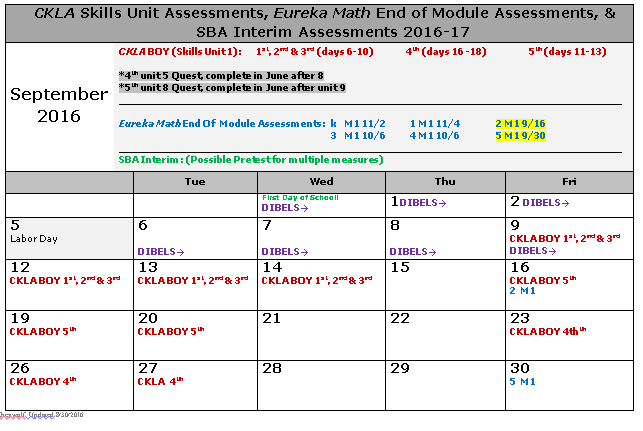 CKLA Skills Unit Assessments, Eureka Math End of Module Assessments, &
SBA Interim Assessments 2016-17
September
2016
CKLA BOY (Skills Unit 1): 1st, 2nd & 3rd (days 6-10) 4th (days 16-18) 5th (days 11-13)
*4th unit 5 Quest, complete in June after 8
*5th unit 8 Quest, complete in June after unit 9
Eureka Math End Of Module Assessments: k M1 11/2 1 M1 11/4 2 M1 9/16
3 M1 10/6 4 M1 10/6 5 M1 9/30
SBA Interim: (Possible Pretest for multiple measures)
Tue Wed Thu Fri
First Day of School!
DIBELS→ 1 DIBELS→ 2 DIBELS→
5 6 7 8 9
Labor Day CKLABOY 1st, 2nd & 3rd
DIBELS→ DIBELS→ DIBELS→ DIBELS→
12 13 14 15 16
CKLABOY 1st, 2nd & 3rd CKLABOY 1st, 2nd & 3rd CKLABOY 1st, 2nd & 3rd CKLABOY 5th
2 M1
19 20 21 22 23
CKLABOY 5th CKLABOY 5th CKLABOY 4thth
26 27 28 29 30
CKLABOY 4th CKLA 4th 5 M1
Updated 8/30/2016